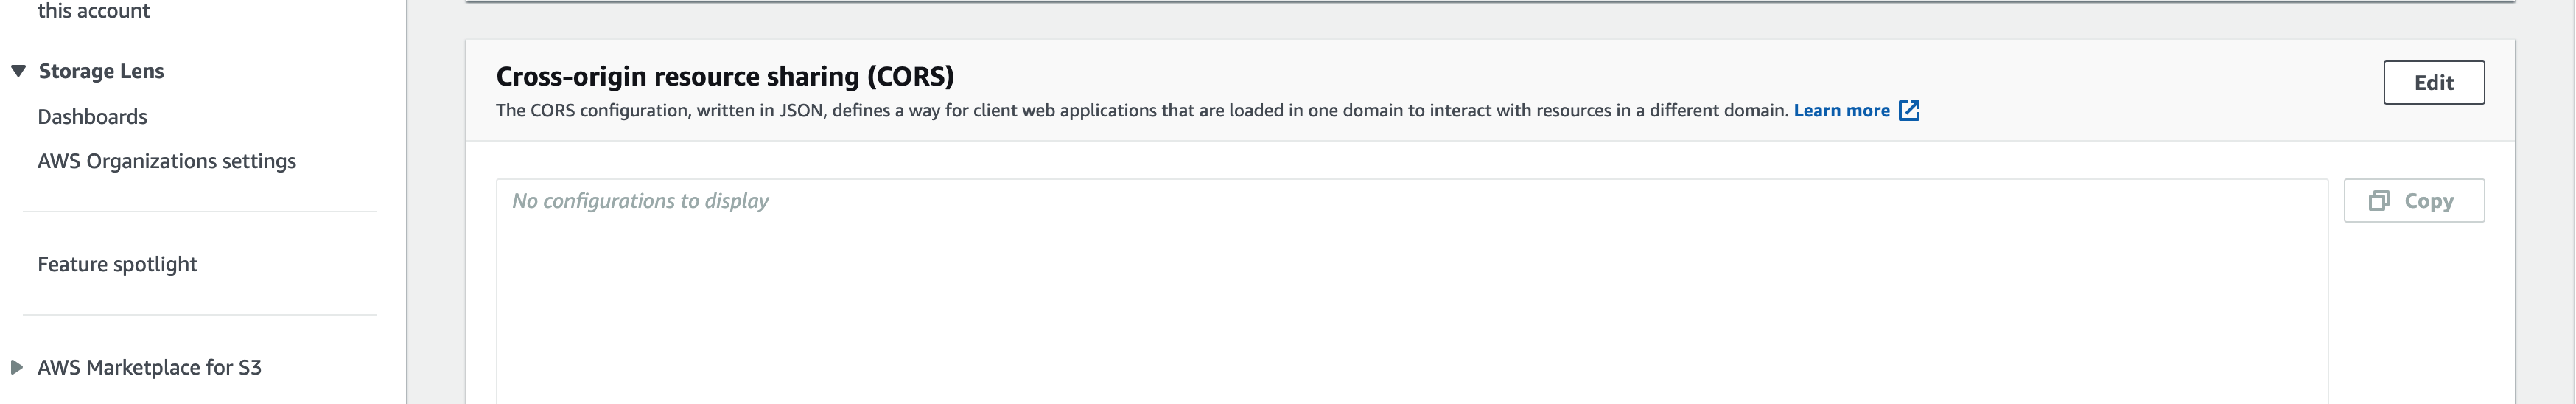 this account
Storage Lens
Dashboards
AWS Organizations settings
Feature spotlight
AWS Marketplace for S3
Cross-origin resource sharing (CORS)
Edit
The CORS configuration, written in JSON, defines a way for client web applications that are loaded in one domain to interact with resources in a different domain. Learn more
No configurations to display
Copy